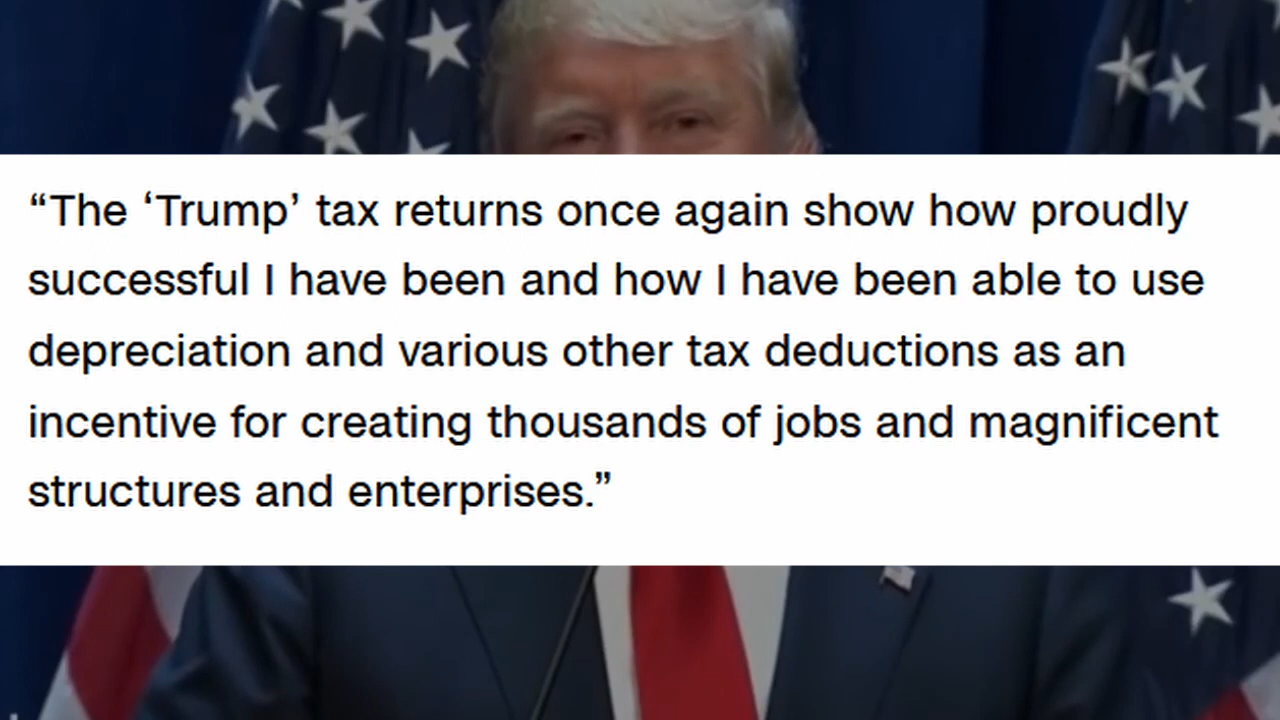 “The ‘Trump’ tax returns once again show how proudly
successful I have been and how I have been able to use
depreciation and various other tax deductions as an
incentive for creating thousands of jobs and magnificent
structures and enterprises.”